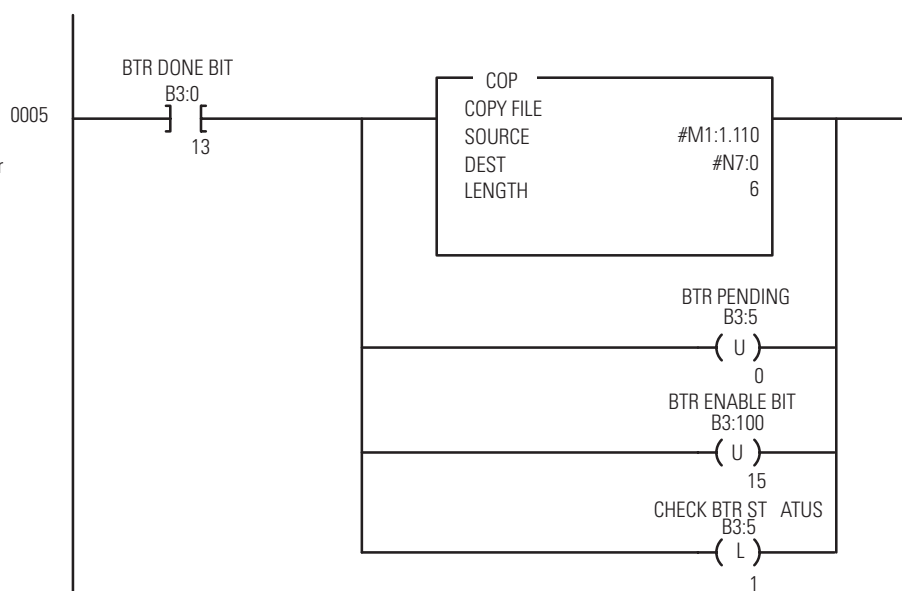 BTR DONE BIT
B3:0
0005
13
r
COP
COPY FILE
SOURCE #M1:1.110
DEST #N7:0
LENGTH 6
BTR PENDING
B3:5
U
0
BTR ENABLE BIT
B3:100
U
15
CHECK BTR ST ATUS
B3:5
L
1